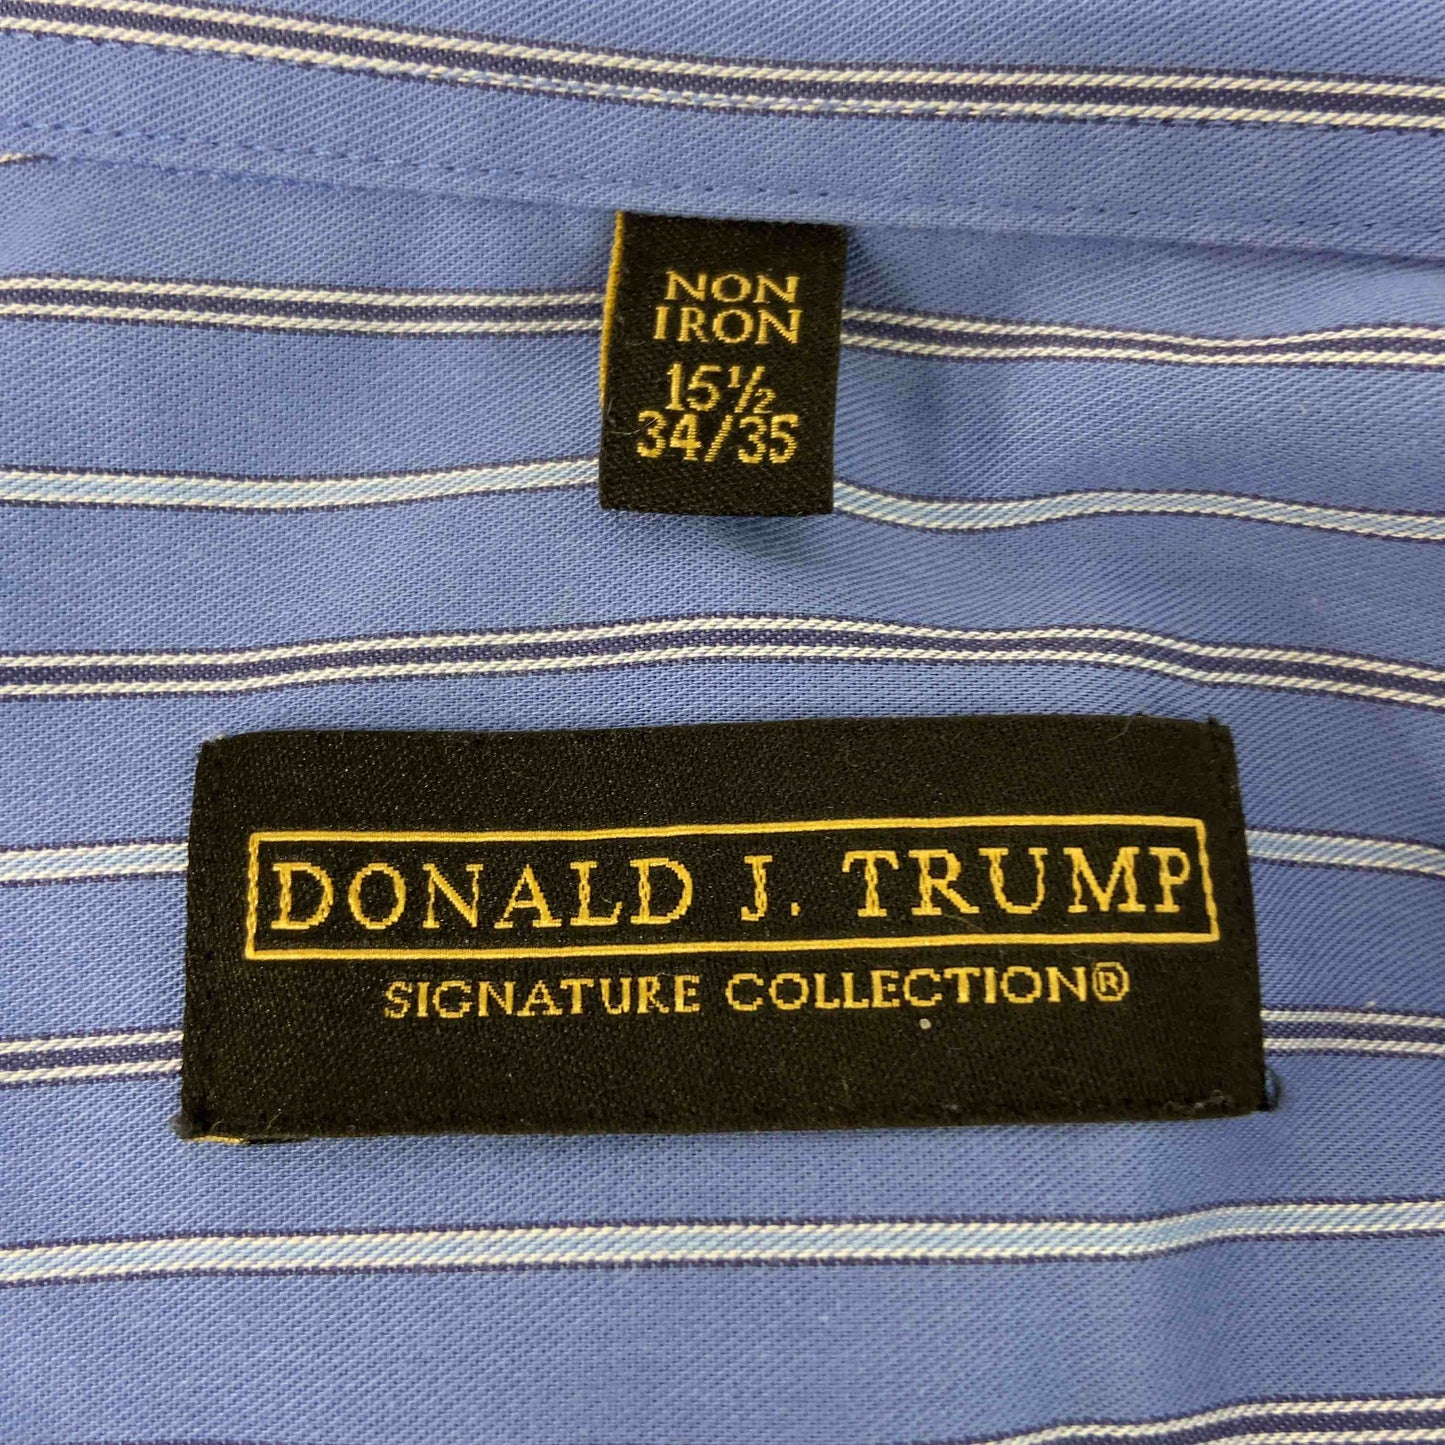 NON
IRON
15½
34/35
DONALD J. TRUMP
SIGNATURE COLLECTION®